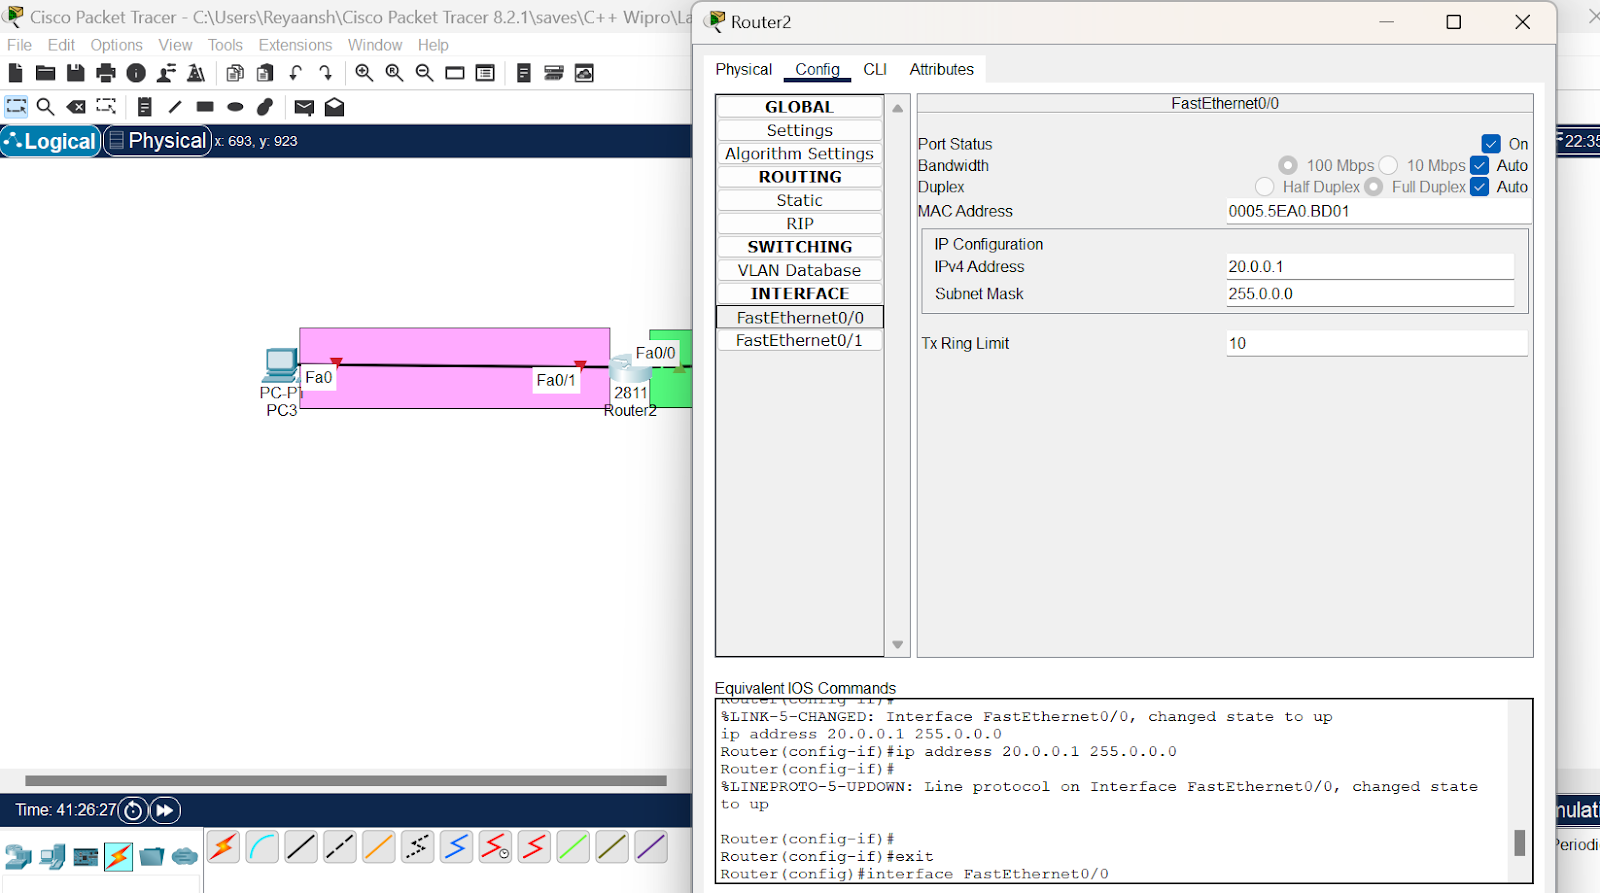 Cisco Packet Tracer - C:\Users\Reyaansh\Cisco Packet Tracer 8.2.1\saves\C++ Wipro\La
File Edit Options View Tools Extensions Window Help
Logical Physical x: 693, y: 923
Fa0
Fa0/1
Fa0/0
PC-PT
PC3
2811
Router2
Time: 41:26:27
Router2
Physical Config CLI Attributes
GLOBAL
Settings
Algorithm Settings
ROUTING
Static
RIP
SWITCHING
VLAN Database
INTERFACE
FastEthernet0/0
FastEthernet0/1
FastEthernet0/0
Port Status On
Bandwidth 100 Mbps 10 Mbps Auto
Duplex Half Duplex Full Duplex Auto
MAC Address 0005.5EA0.BD01
IP Configuration
IPv4 Address 20.0.0.1
Subnet Mask 255.0.0.0
Tx Ring Limit 10
Equivalent IOS Commands
Router(config-if)#
%LINK-5-CHANGED: Interface FastEthernet0/0, changed state to up
ip address 20.0.0.1 255.0.0.0
Router(config-if)#ip address 20.0.0.1 255.0.0.0
Router(config-if)#
%LINEPROTO-5-UPDOWN: Line protocol on Interface FastEthernet0/0, changed state
to up
Router(config-if)#
Router(config-if)#exit
Router(config)#interface FastEthernet0/0
22:35
mulati
Periodi